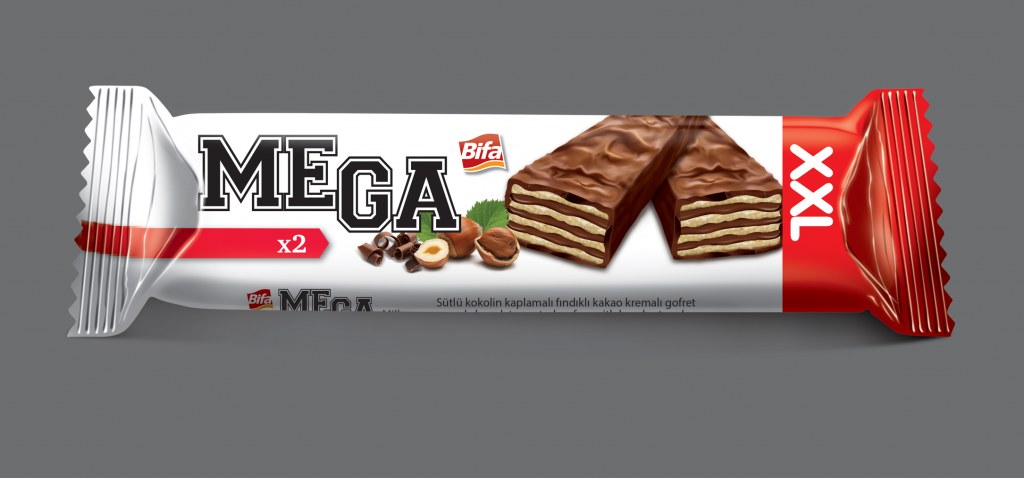 MEGA
Bifa
x2
XXL
Bifa MEGA
Sütlü kokolin kaplamalı fındıklı kakao kremalı gofret